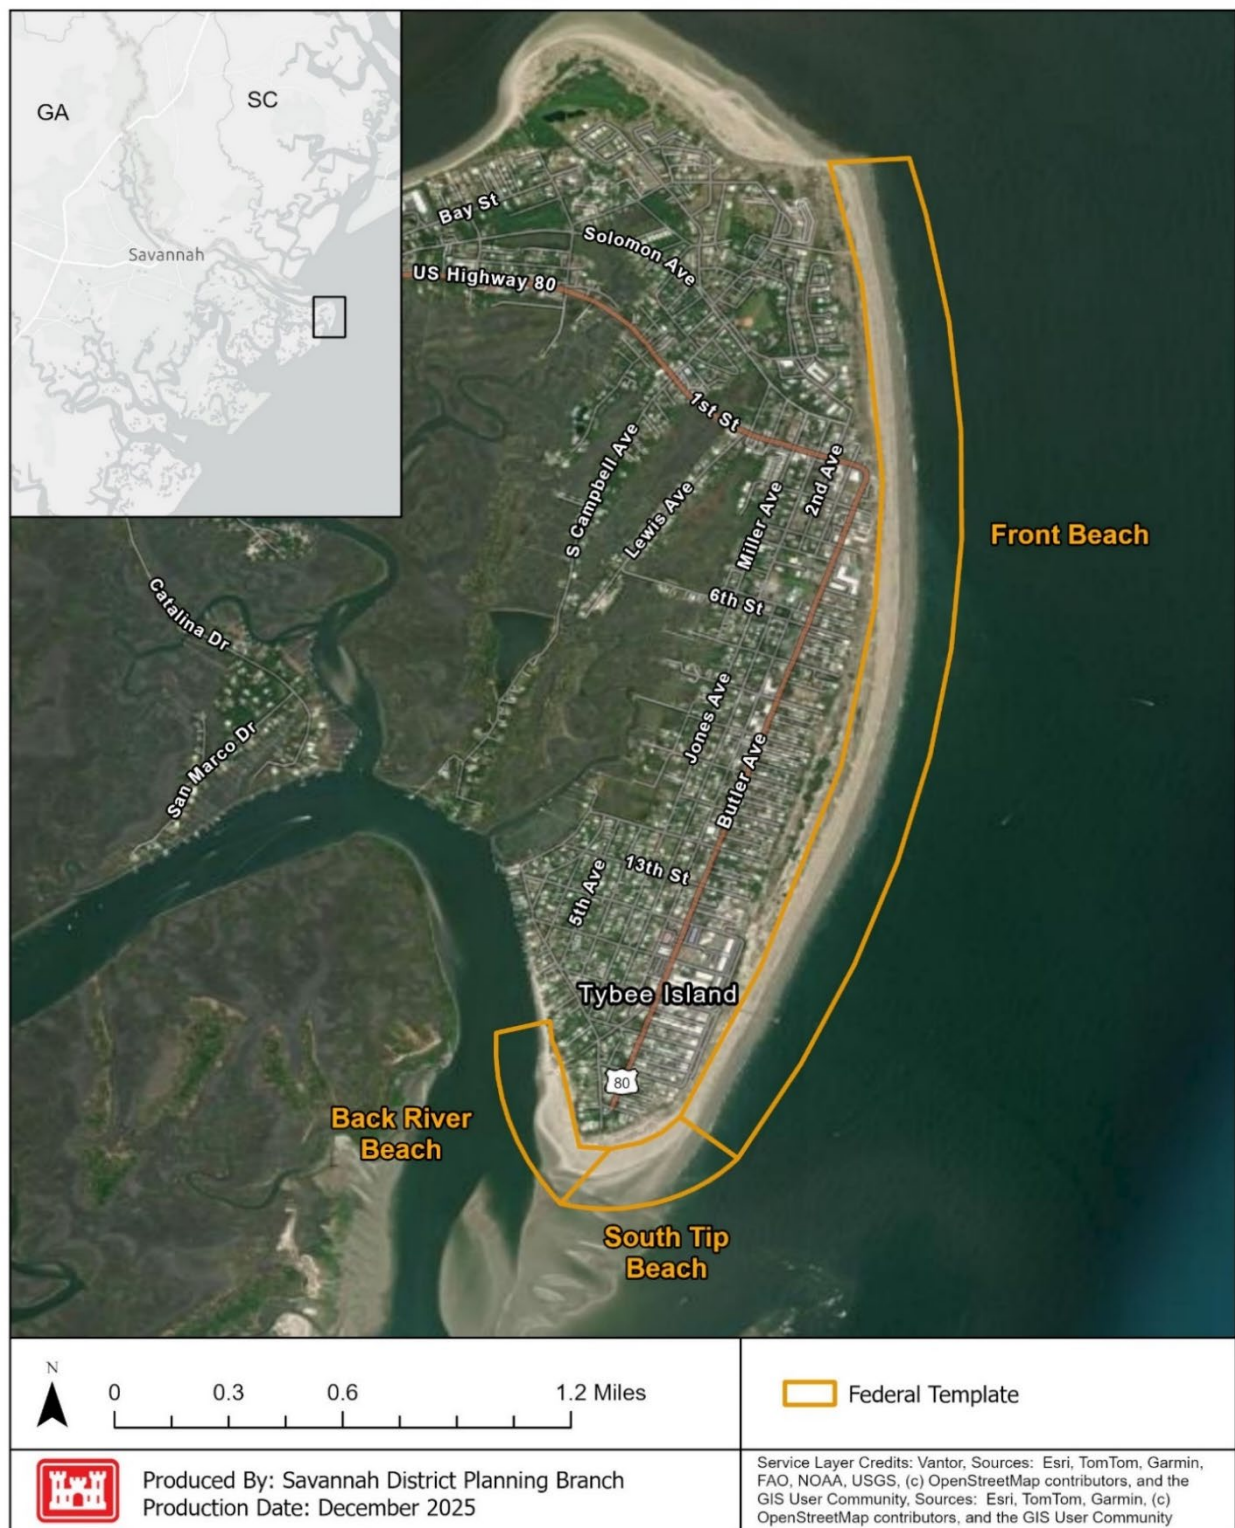 GA
SC
Savannah
Bay St
Solomon Ave
US Highway 80
1st St
S Campbell Ave
Lewis Ave
Miller Ave
2nd Ave
Front Beach
6th St
Catalina Dr
San Marco Dr
Jones Ave
Butler Ave
13th St
5th Ave
Tybee Island
80
Back River
Beach
South Tip
Beach
N
0 0.3 0.6 1.2 Miles
Federal Template
Produced By: Savannah District Planning Branch
Production Date: December 2025
Service Layer Credits: Vantor, Sources: Esri, TomTom, Garmin,
FAO, NOAA, USGS, (c) OpenStreetMap contributors, and the
GIS User Community, Sources: Esri, TomTom, Garmin, (c)
OpenStreetMap contributors, and the GIS User Community